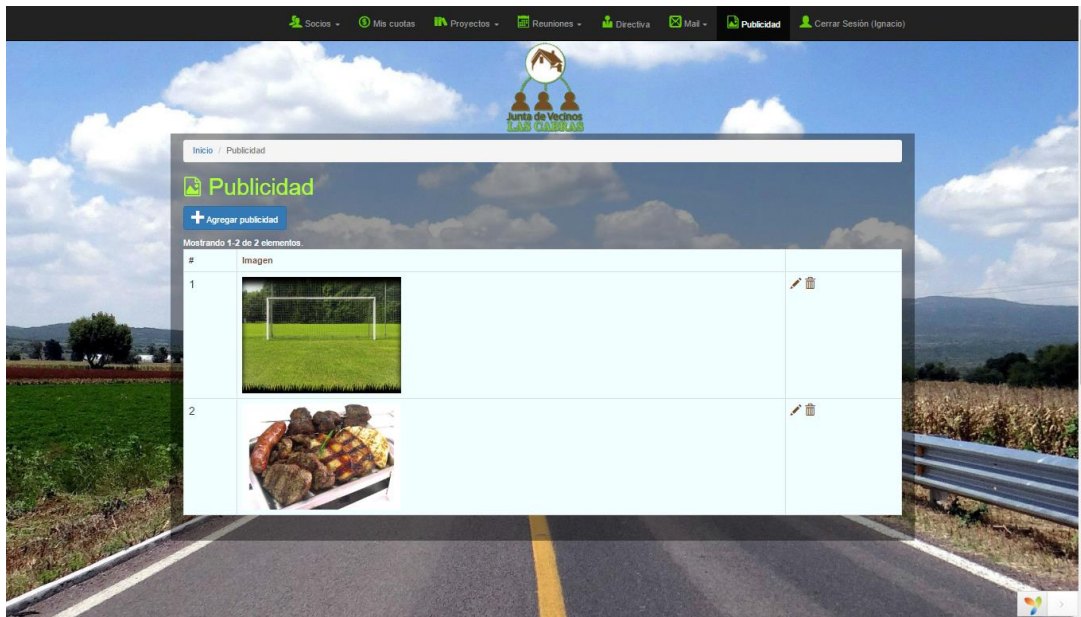 Socios Mis cuotas Proyectos Reuniones Directiva Mail Publicidad Cerrar Sesión (Ignacio)
Junta de Vecinos
LAS CABRAS
Inicio / Publicidad
Publicidad
Agregar publicidad
Mostrando 1-2 de 2 elementos.
# Imagen
1
2